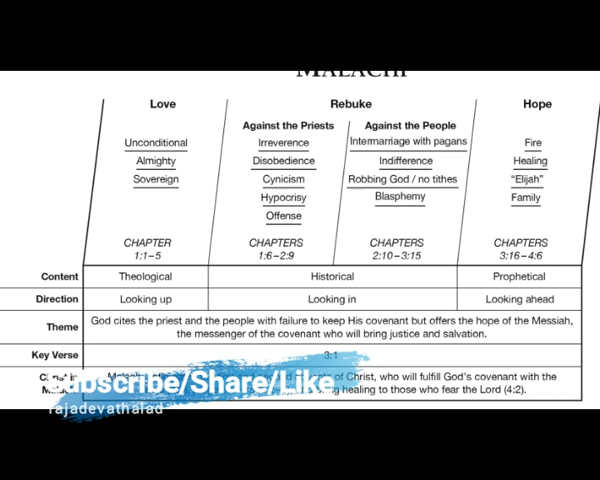 MALACHI
Love Rebuke Hope
Against the Priests Against the People
Unconditional Irreverence Intermarriage with pagans Fire
Almighty Disobedience Indifference Healing
Sovereign Cynicism Robbing God / no tithes "Elijah"
Hypocrisy Blasphemy Family
Offense
CHAPTER CHAPTERS CHAPTERS CHAPTERS
1:1–5 1:6–2:9 2:10–3:15 3:16–4:6
Content Theological Historical Prophetical
Direction Looking up Looking in Looking ahead
Theme God cites the priest and the people with failure to keep His covenant but offers the hope of the Messiah,
the messenger of the covenant who will bring justice and salvation.
Key Verse 3:1
of Christ, who will fulfill God's covenant with the
healing to those who fear the Lord (4:2).
Subscribe/Share/Like
rajadevathalad